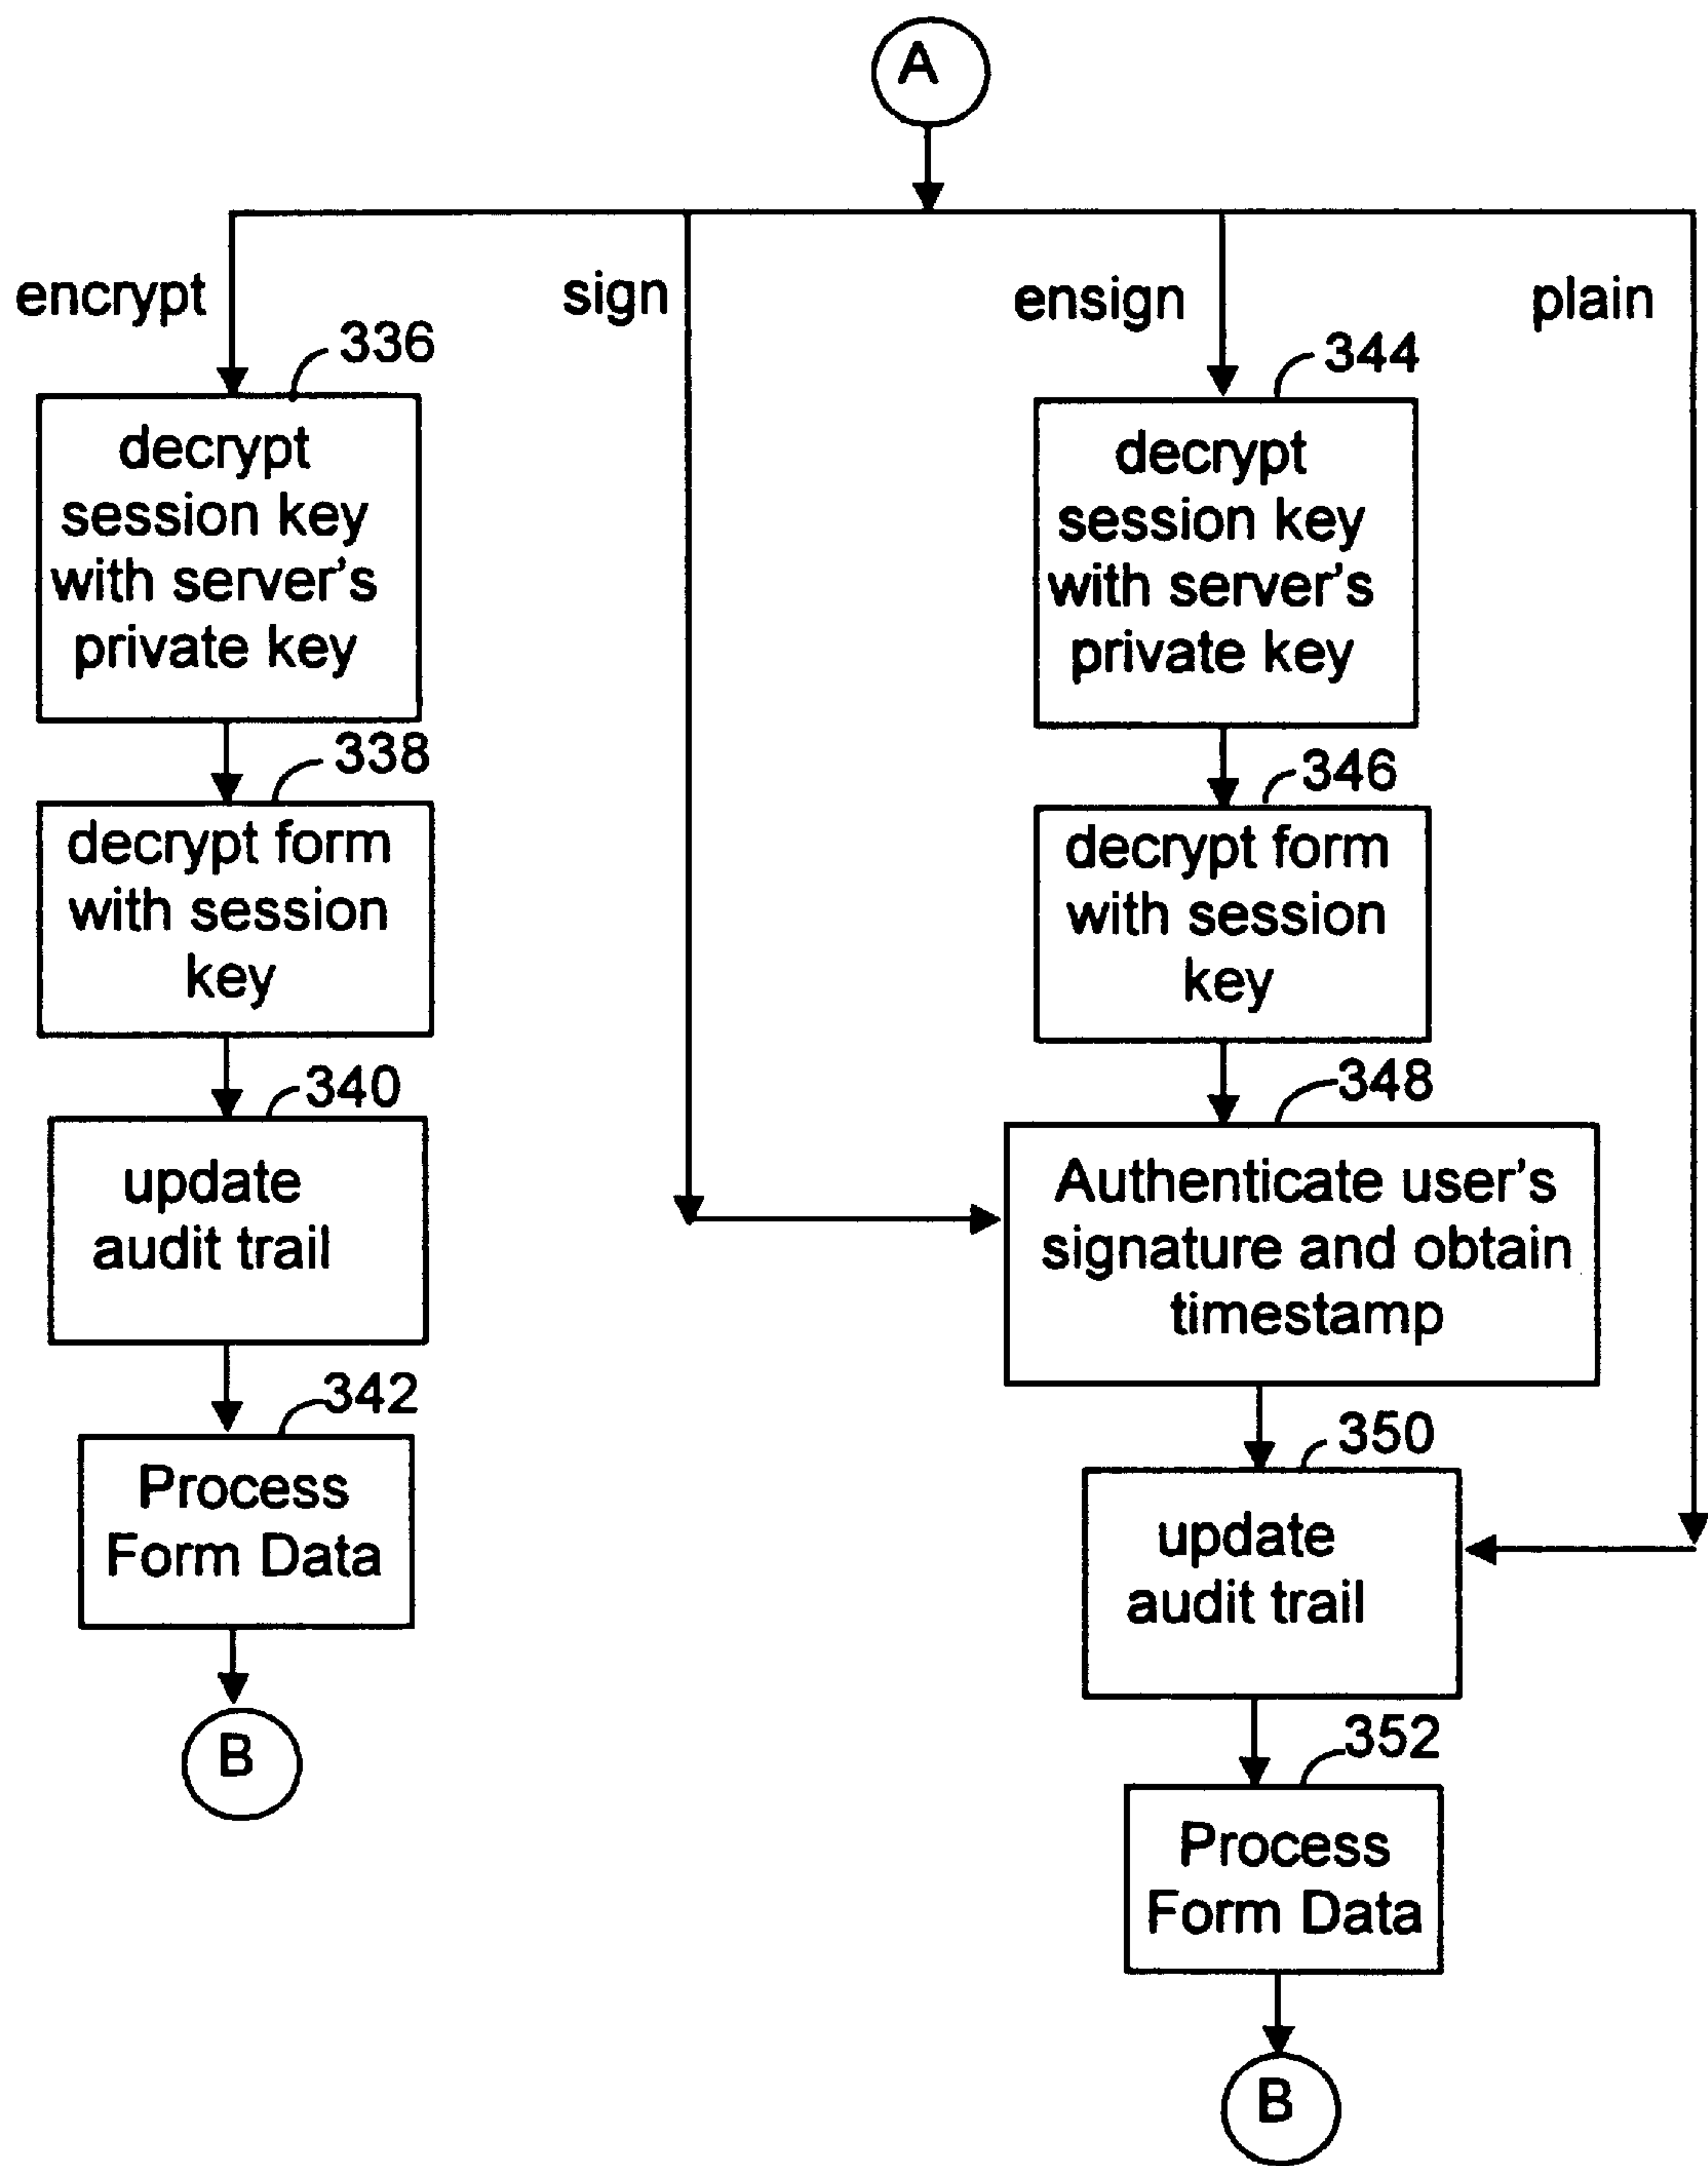 A
encrypt
sign
ensign
plain
336
decrypt
session key
with server's
private key
338
decrypt form
with session
key
340
update
audit trail
342
Process
Form Data
B
344
decrypt
session key
with server's
private key
346
decrypt form
with session
key
348
Authenticate user's
signature and obtain
timestamp
350
update
audit trail
352
Process
Form Data
B